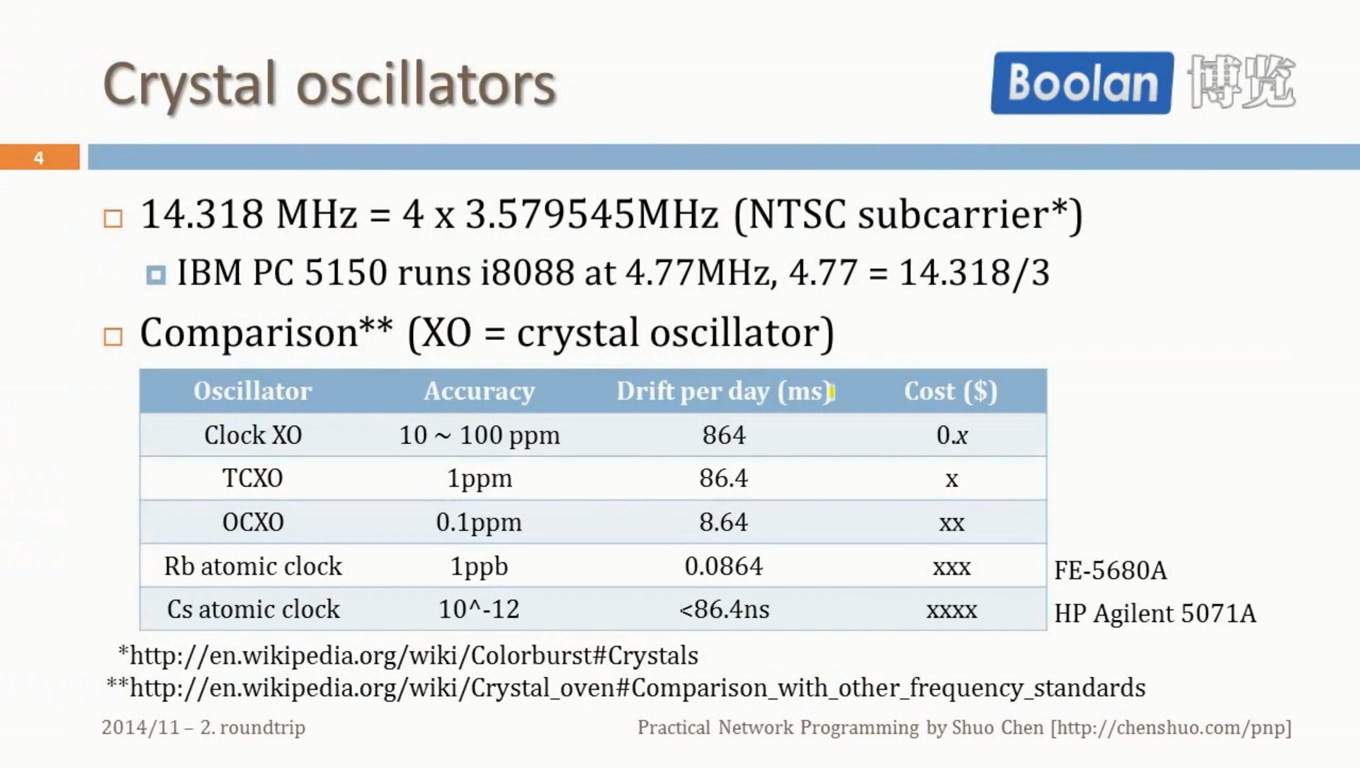 Crystal oscillators
Boolan 博览
4
14.318 MHz = 4 x 3.579545MHz (NTSC subcarrier*)
IBM PC 5150 runs i8088 at 4.77MHz, 4.77 = 14.318/3
Comparison** (XO = crystal oscillator)
Oscillator Accuracy Drift per day (ms) Cost ($)
Clock XO 10 ~ 100 ppm 864 0.x
TCXO 1ppm 86.4 x
OCXO 0.1ppm 8.64 xx
Rb atomic clock 1ppb 0.0864 xxx FE-5680A
Cs atomic clock 10^-12 <86.4ns xxxx HP Agilent 5071A
*http://en.wikipedia.org/wiki/Colorburst#Crystals
**http://en.wikipedia.org/wiki/Crystal_oven#Comparison_with_other_frequency_standards
2014/11 – 2. roundtrip Practical Network Programming by Shuo Chen [http://chenshuo.com/pnp]